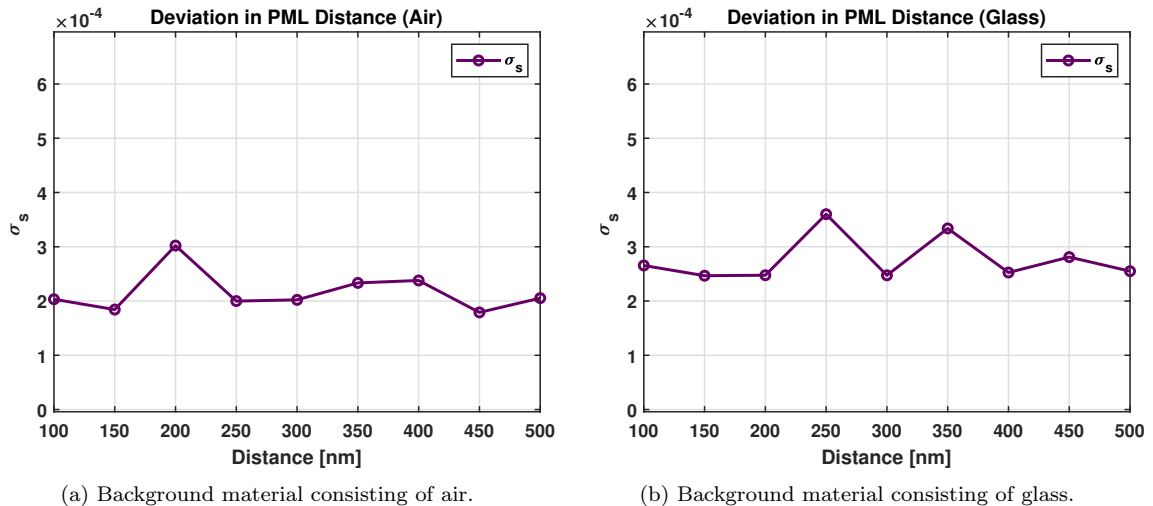 Deviation in PML Distance (Air)
×10⁻⁴
σs
6
5
4
3
2
1
0
σs
100 150 200 250 300 350 400 450 500
Distance [nm]
(a) Background material consisting of air.
Deviation in PML Distance (Glass)
×10⁻⁴
σs
6
5
4
3
2
1
0
σs
100 150 200 250 300 350 400 450 500
Distance [nm]
(b) Background material consisting of glass.